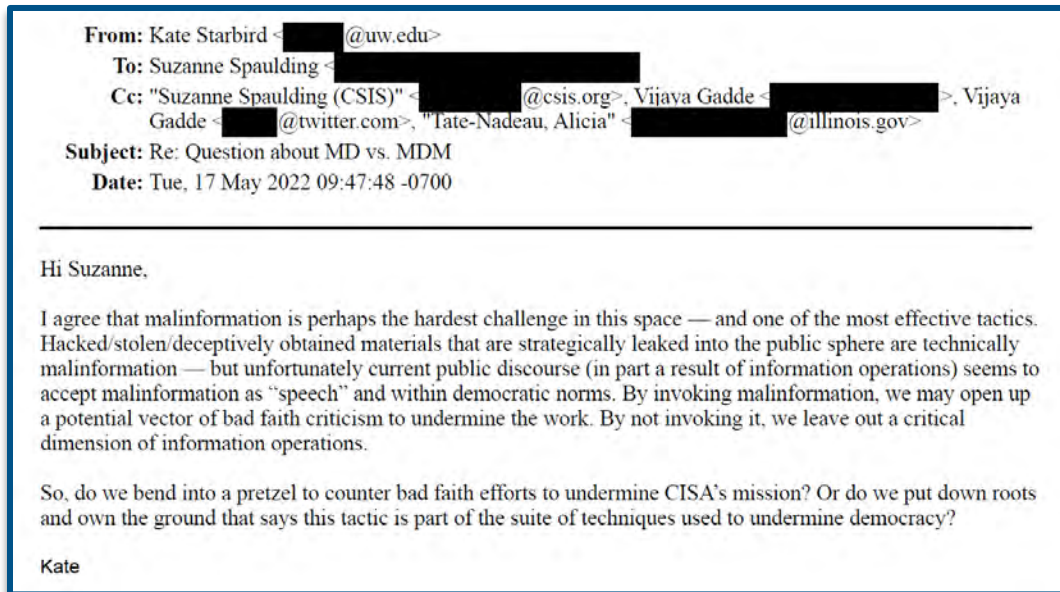 From: Kate Starbird < @uw.edu>
To: Suzanne Spaulding <
Cc: "Suzanne Spaulding (CSIS)" < @csis.org>, Vijaya Gadde < >, Vijaya
Gadde < @twitter.com>, "Tate-Nadeau, Alicia" < @illinois.gov>
Subject: Re: Question about MD vs. MDM
Date: Tue, 17 May 2022 09:47:48 -0700
Hi Suzanne,
I agree that malinformation is perhaps the hardest challenge in this space — and one of the most effective tactics.
Hacked/stolen/deceptively obtained materials that are strategically leaked into the public sphere are technically
malinformation — but unfortunately current public discourse (in part a result of information operations) seems to
accept malinformation as “speech” and within democratic norms. By invoking malinformation, we may open up
a potential vector of bad faith criticism to undermine the work. By not invoking it, we leave out a critical
dimension of information operations.
So, do we bend into a pretzel to counter bad faith efforts to undermine CISA’s mission? Or do we put down roots
and own the ground that says this tactic is part of the suite of techniques used to undermine democracy?
Kate